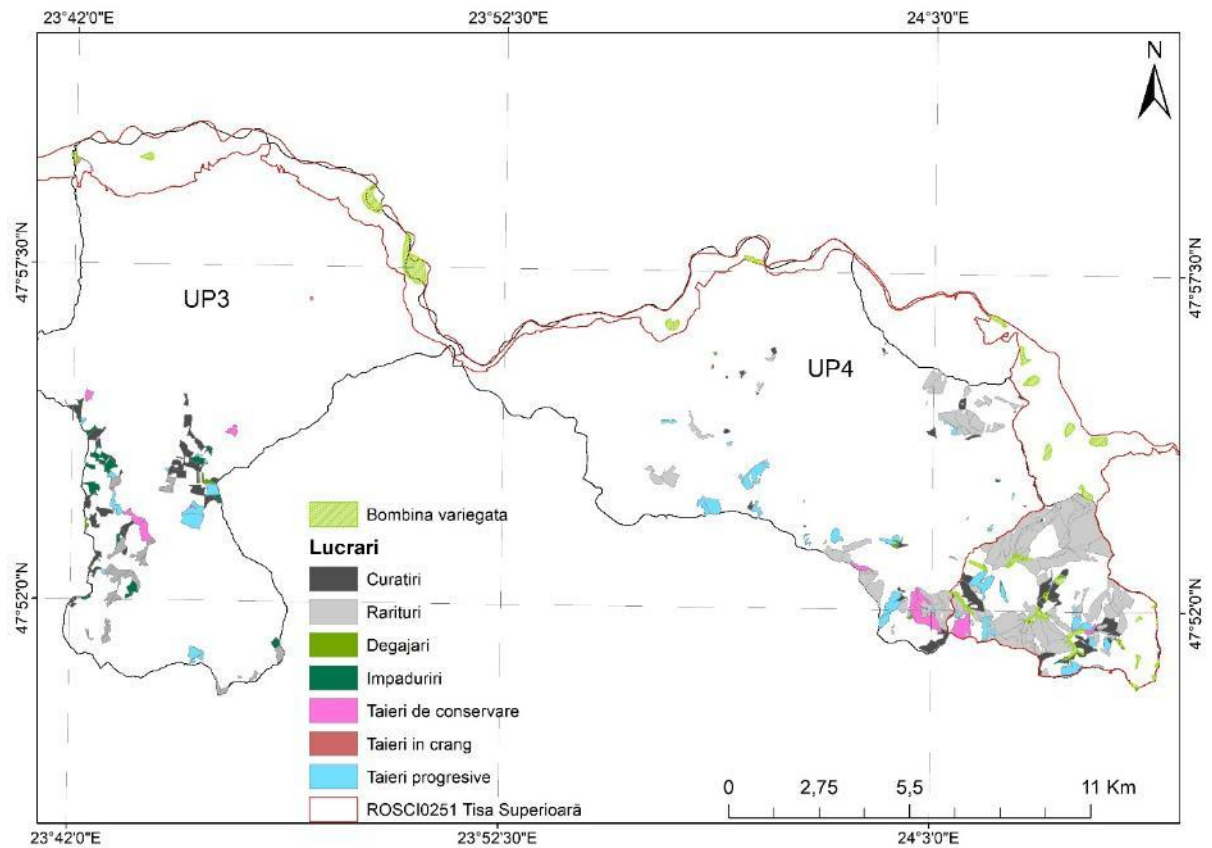 23°42'0"E 23°52'30"E 24°3'0"E
N
47°57'30"N 47°57'30"N
UP3
UP4
Bombina variegata
Lucrari
Curatiri
Rarituri
Degajari
Impaduriri
Taieri de conservare
Taieri in crang
Taieri progresive
ROSCI0251 Tisa Superioară
47°52'0"N 47°52'0"N
0 2,75 5,5 11 Km
23°42'0"E 23°52'30"E 24°3'0"E